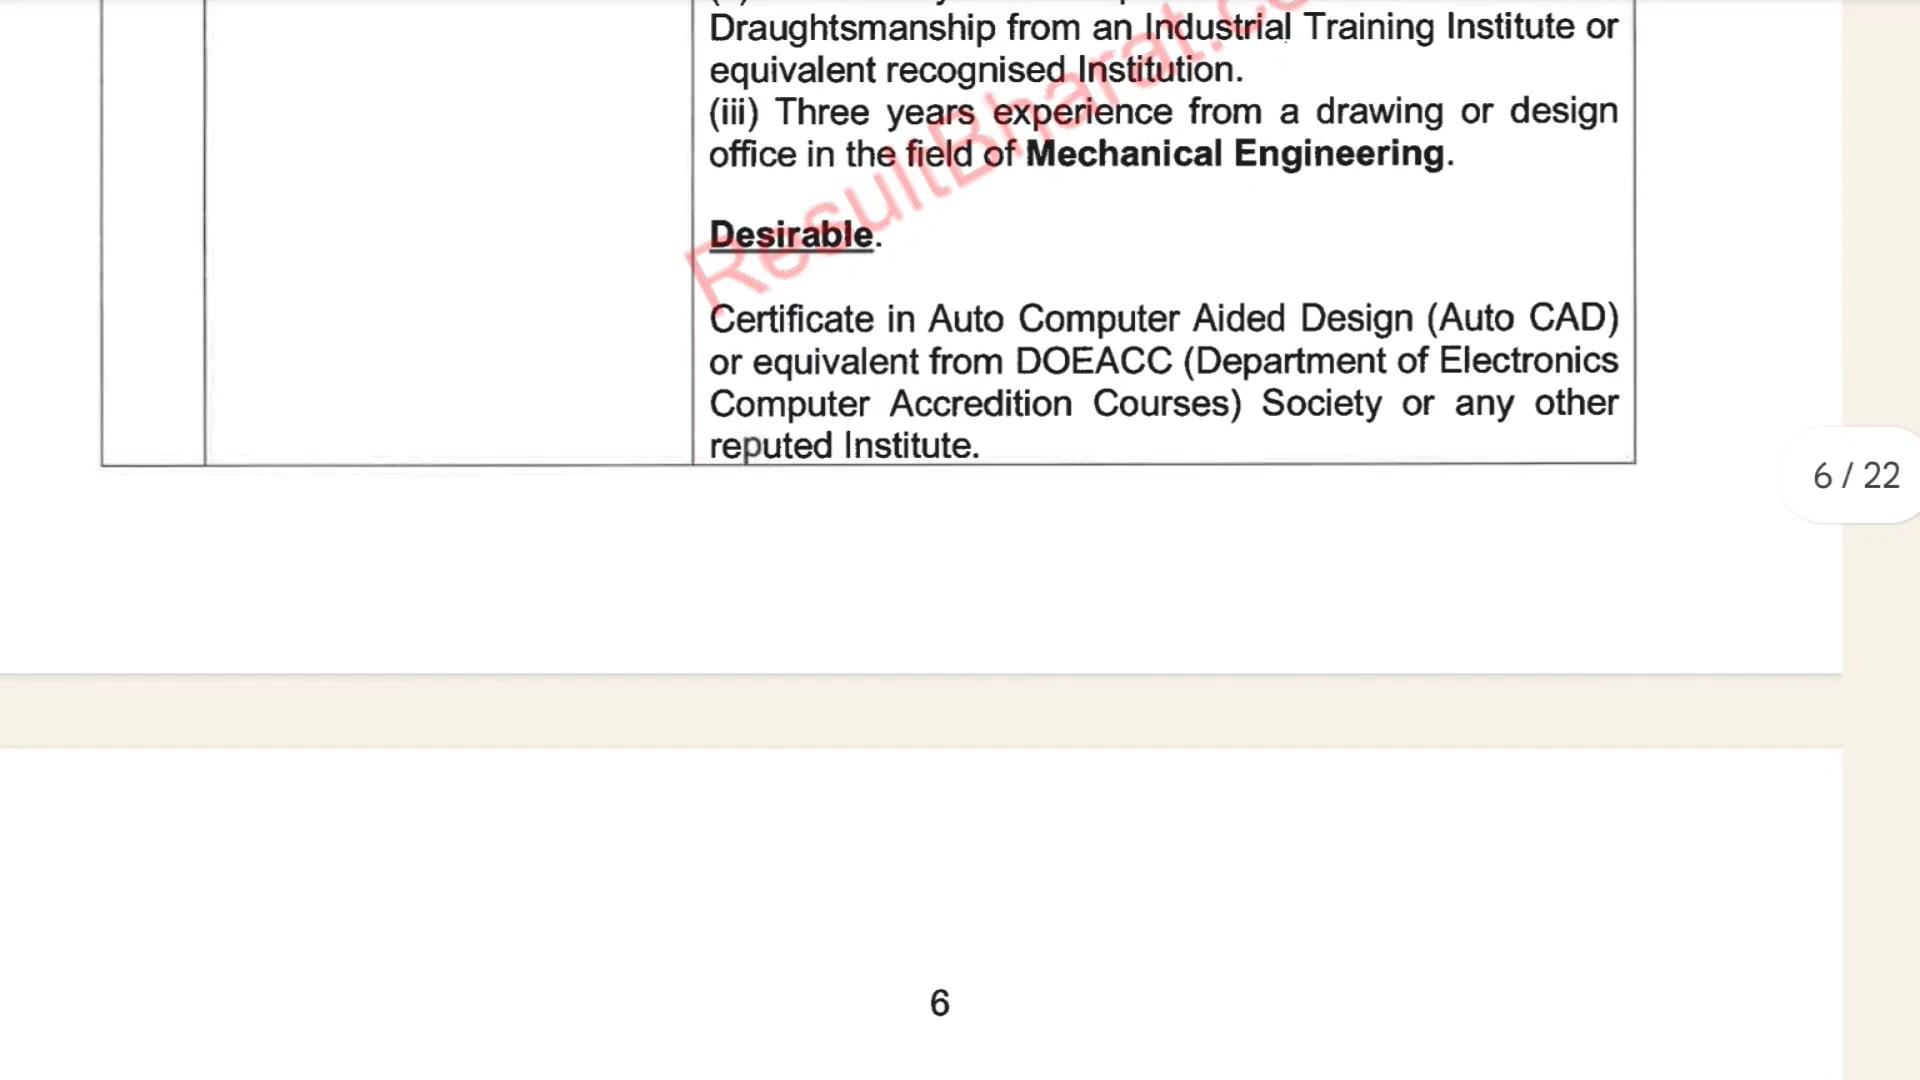 Draughtsmanship from an Industrial Training Institute or
equivalent recognised Institution.
(iii) Three years experience from a drawing or design
office in the field of Mechanical Engineering.
Desirable.
Certificate in Auto Computer Aided Design (Auto CAD)
or equivalent from DOEACC (Department of Electronics
Computer Accredition Courses) Society or any other
reputed Institute.
ResultBharat.co
6 / 22
6